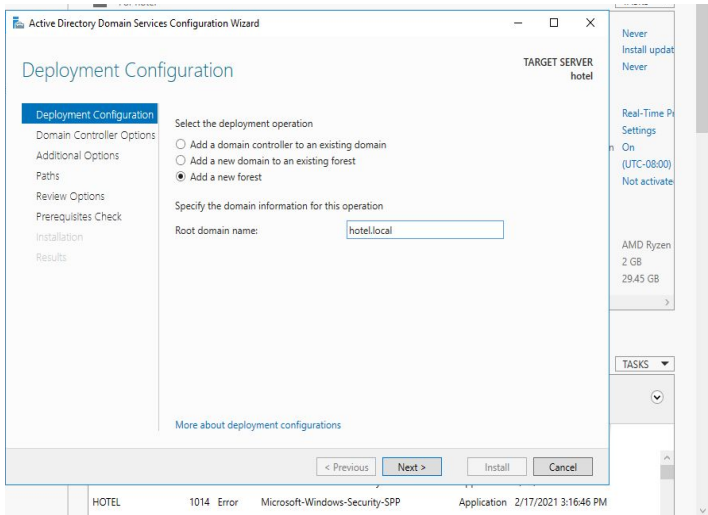 Active Directory Domain Services Configuration Wizard
Deployment Configuration
TARGET SERVER
hotel
Deployment Configuration
Domain Controller Options
Additional Options
Paths
Review Options
Prerequisites Check
Installation
Results
Select the deployment operation
Add a domain controller to an existing domain
Add a new domain to an existing forest
Add a new forest
Specify the domain information for this operation
Root domain name: hotel.local
More about deployment configurations
< Previous Next > Install Cancel
Never
Install updat
Never
Real-Time Pr
Settings
n On
(UTC-08:00)
Not activate
AMD Ryzen
2 GB
29.45 GB
TASKS
HOTEL 1014 Error Microsoft-Windows-Security-SPP Application 2/17/2021 3:16:46 PM